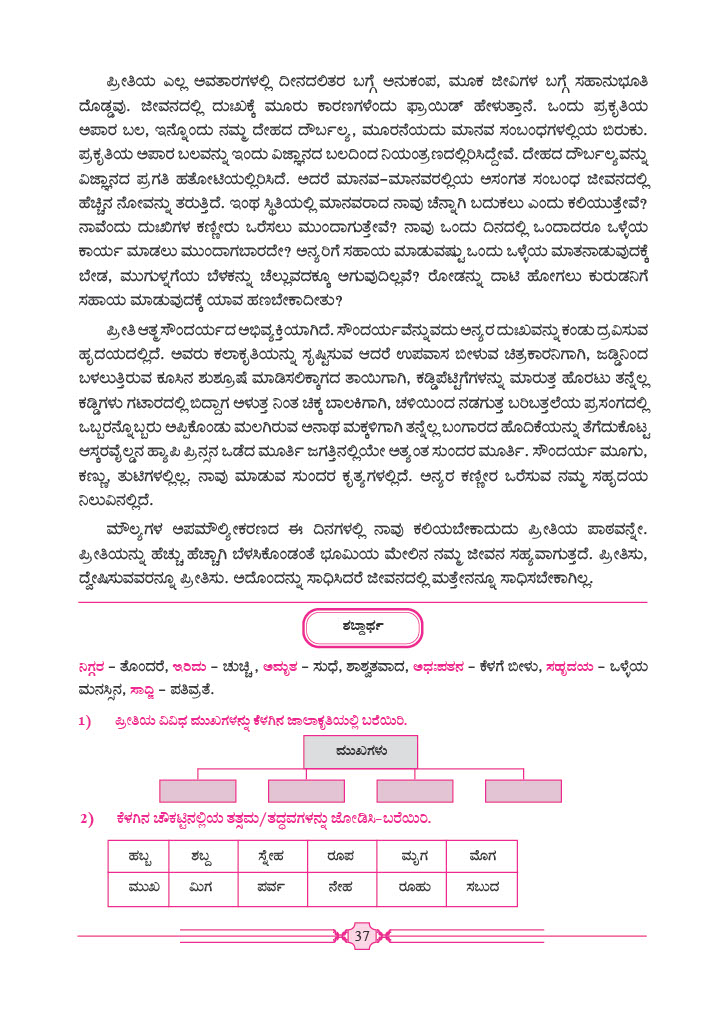 ಪ್ರೀತಿಯ ಎಲ್ಲ ಅವತಾರಗಳಲ್ಲಿ ದೀನದಲಿತರ ಬಗ್ಗೆ ಅನುಕಂಪ, ಮೂಕ ಜೀವಿಗಳ ಬಗ್ಗೆ ಸಹಾನುಭೂತಿ
ದೊಡ್ಡವು. ಜೀವನದಲ್ಲಿ ದುಃಖಕ್ಕೆ ಮೂರು ಕಾರಣಗಳೆಂದು ಫ್ರಾಯಿಡ್ ಹೇಳುತ್ತಾನೆ. ಒಂದು ಪ್ರಕೃತಿಯ
ಅಪಾರ ಬಲ, ಇನ್ನೊಂದು ನಮ್ಮ ದೇಹದ ದೌರ್ಬಲ್ಯ, ಮೂರನೆಯದು ಮಾನವ ಸಂಬಂಧಗಳಲ್ಲಿಯ ಬಿರುಕು.
ಪ್ರಕೃತಿಯ ಅಪಾರ ಬಲವನ್ನು ಇಂದು ವಿಜ್ಞಾನದ ಬಲದಿಂದ ನಿಯಂತ್ರಣದಲ್ಲಿರಿಸಿದ್ದೇವೆ. ದೇಹದ ದೌರ್ಬಲ್ಯವನ್ನು
ವಿಜ್ಞಾನದ ಪ್ರಗತಿ ಹತೋಟಿಯಲ್ಲಿರಿಸಿದೆ. ಅದರೆ ಮಾನವ-ಮಾನವರಲ್ಲಿಯ ಅಸಂಗತ ಸಂಬಂಧ ಜೀವನದಲ್ಲಿ
ಹೆಚ್ಚಿನ ನೋವನ್ನು ತರುತ್ತಿದೆ. ಇಂಥ ಸ್ಥಿತಿಯಲ್ಲಿ ಮಾನವರಾದ ನಾವು ಚೆನ್ನಾಗಿ ಬದುಕಲು ಎಂದು ಕಲಿಯುತ್ತೇವೆ?
ನಾವೆಂದು ದುಃಖಿಗಳ ಕಣ್ಣೀರು ಒರೆಸಲು ಮುಂದಾಗುತ್ತೇವೆ? ನಾವು ಒಂದು ದಿನದಲ್ಲಿ ಒಂದಾದರೂ ಒಳ್ಳೆಯ
ಕಾರ್ಯ ಮಾಡಲು ಮುಂದಾಗಬಾರದೇ? ಅನ್ಯರಿಗೆ ಸಹಾಯ ಮಾಡುವಷ್ಟು ಒಂದು ಒಳ್ಳೆಯ ಮಾತನಾಡುವುದಕ್ಕೆ
ಬೇಡ, ಮುಗುಳ್ನಗೆಯ ಬೆಳಕನ್ನು ಚೆಲ್ಲುವದಕ್ಕೂ ಅಗುವುದಿಲ್ಲವೆ? ರೋಡನ್ನು ದಾಟಿ ಹೋಗಲು ಕುರುಡನಿಗೆ
ಸಹಾಯ ಮಾಡುವುದಕ್ಕೆ ಯಾವ ಹಣಬೇಕಾದೀತು?
ಪ್ರೀತಿ ಆತ್ಮಸೌಂದರ್ಯದ ಅಭಿವ್ಯಕ್ತಿಯಾಗಿದೆ. ಸೌಂದರ್ಯವೆನ್ನುವದು ಅನ್ಯರ ದುಃಖವನ್ನು ಕಂಡು ದ್ರವಿಸುವ
ಹೃದಯದಲ್ಲಿದೆ. ಅವರು ಕಲಾಕೃತಿಯನ್ನು ಸೃಷ್ಟಿಸುವ ಆದರೆ ಉಪವಾಸ ಬೀಳುವ ಚಿತ್ರಕಾರನಿಗಾಗಿ, ಜಡ್ಡಿನಿಂದ
ಬಳಲುತ್ತಿರುವ ಕೂಸಿನ ಶುಶ್ರೂಷೆ ಮಾಡಿಸಲಿಕ್ಕಾಗದ ತಾಯಿಗಾಗಿ, ಕಡ್ಡಿಪೆಟ್ಟಿಗೆಗಳನ್ನು ಮಾರುತ್ತ ಹೊರಟು ತನ್ನೆಲ್ಲ
ಕಡ್ಡಿಗಳು ಗಟಾರದಲ್ಲಿ ಬಿದ್ದಾಗ ಅಳುತ್ತ ನಿಂತ ಚಿಕ್ಕ ಬಾಲಕಿಗಾಗಿ, ಚಳಿಯಿಂದ ನಡಗುತ್ತ ಬರಿಬತ್ತಲೆಯ ಪ್ರಸಂಗದಲ್ಲಿ
ಒಬ್ಬರನ್ನೊಬ್ಬರು ಅಪ್ಪಿಕೊಂಡು ಮಲಗಿರುವ ಅನಾಥ ಮಕ್ಕಳಿಗಾಗಿ ತನ್ನೆಲ್ಲ ಬಂಗಾರದ ಹೊದಿಕೆಯನ್ನು ತೆಗೆದುಕೊಟ್ಟ
ಆಸ್ಕರವೈಲ್ಡನ ಹ್ಯಾಪಿ ಪ್ರಿನ್ಸನ ಒಡೆದ ಮೂರ್ತಿ ಜಗತ್ತಿನಲ್ಲಿಯೇ ಅತ್ಯಂತ ಸುಂದರ ಮೂರ್ತಿ. ಸೌಂದರ್ಯ ಮೂಗು,
ಕಣ್ಣು, ತುಟಿಗಳಲ್ಲಿಲ್ಲ. ನಾವು ಮಾಡುವ ಸುಂದರ ಕೃತ್ಯಗಳಲ್ಲಿದೆ. ಅನ್ಯರ ಕಣ್ಣೀರ ಒರೆಸುವ ನಮ್ಮ ಸಹೃದಯ
ನಿಲುವಿನಲ್ಲಿದೆ.
ಮೌಲ್ಯಗಳ ಅಪಮೌಲ್ಯೀಕರಣದ ಈ ದಿನಗಳಲ್ಲಿ ನಾವು ಕಲಿಯಬೇಕಾದುದು ಪ್ರೀತಿಯ ಪಾಠವನ್ನೇ.
ಪ್ರೀತಿಯನ್ನು ಹೆಚ್ಚು ಹೆಚ್ಚಾಗಿ ಬೆಳಸಿಕೊಂಡಂತೆ ಭೂಮಿಯ ಮೇಲಿನ ನಮ್ಮ ಜೀವನ ಸಹ್ಯವಾಗುತ್ತದೆ. ಪ್ರೀತಿಸು,
ದ್ವೇಷಿಸುವವರನ್ನೂ ಪ್ರೀತಿಸು. ಅದೊಂದನ್ನು ಸಾಧಿಸಿದರೆ ಜೀವನದಲ್ಲಿ ಮತ್ತೇನನ್ನೂ ಸಾಧಿಸಬೇಕಾಗಿಲ್ಲ.
ಶಬ್ದಾರ್ಥ
ನಿಗ್ಗರ – ತೊಂದರೆ, ಇರಿದು – ಚುಚ್ಚಿ, ಅಮೃತ – ಸುಧೆ, ಶಾಶ್ವತವಾದ, ಅಧಃಪತನ – ಕೆಳಗೆ ಬೀಳು, ಸಹೃದಯ – ಒಳ್ಳೆಯ
ಮನಸ್ಸಿನ, ಸಾಧ್ವಿ – ಪತಿವ್ರತೆ.
1) ಪ್ರೀತಿಯ ವಿವಿಧ ಮುಖಗಳನ್ನು ಕೆಳಗಿನ ಜಾಲಾಕೃತಿಯಲ್ಲಿ ಬರೆಯಿರಿ.
ಮುಖಗಳು
2) ಕೆಳಗಿನ ಚೌಕಟ್ಟಿನಲ್ಲಿಯ ತತ್ಸಮ/ತದ್ಭವಗಳನ್ನು ಜೋಡಿಸಿ-ಬರೆಯಿರಿ.
ಹಬ್ಬ ಶಬ್ದ ಸ್ನೇಹ ರೂಪ ಮೃಗ ಮೊಗ
ಮುಖ ಮಿಗ ಪರ್ವ ನೇಹ ರೂಹು ಸಬುದ
37